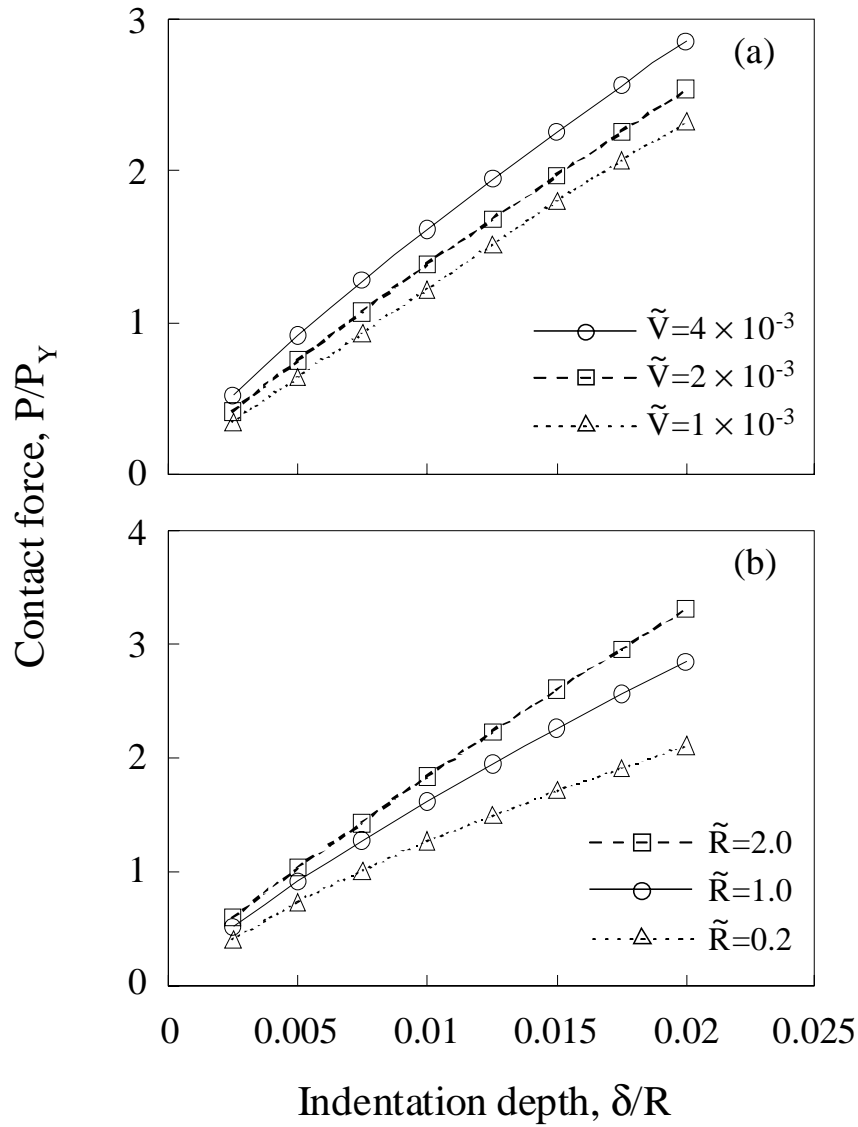 3
(a)
2
1
Ṽ=4 × 10⁻³
Ṽ=2 × 10⁻³
Ṽ=1 × 10⁻³
0
Contact force, P/P_Y
4
(b)
3
2
1
R̃=2.0
R̃=1.0
R̃=0.2
0
0 0.005 0.01 0.015 0.02 0.025
Indentation depth, δ/R